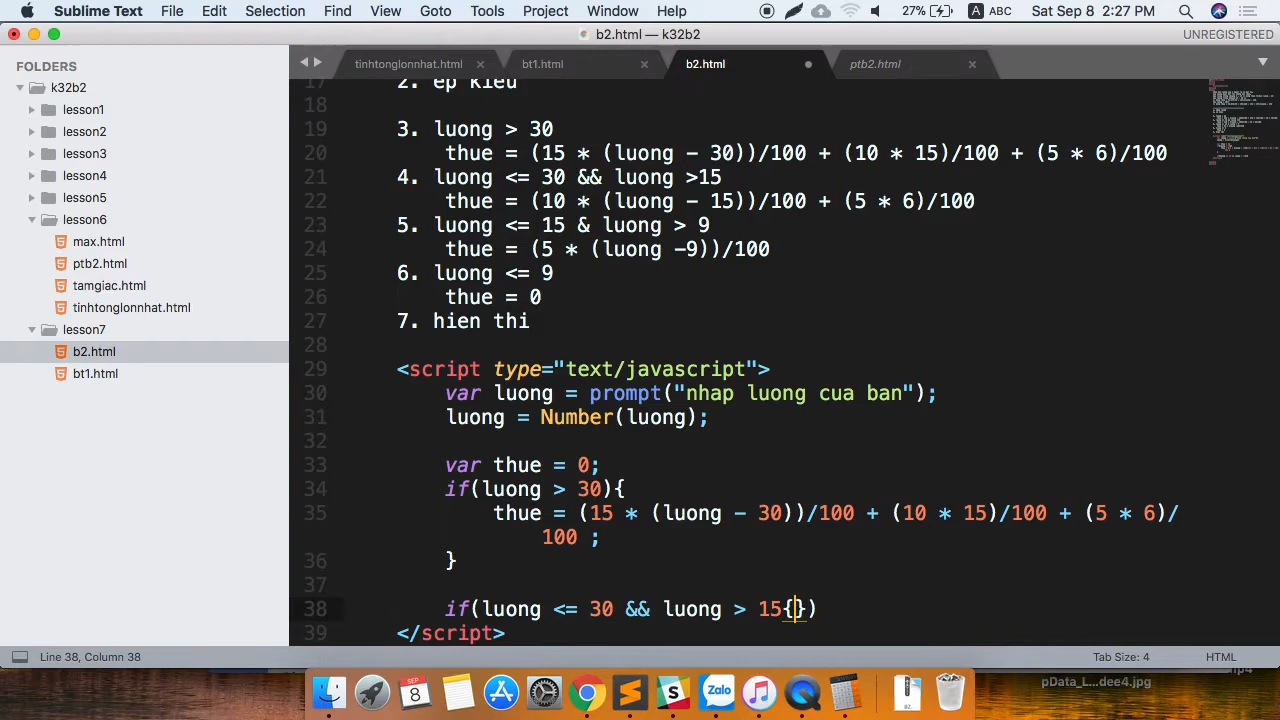 Sublime Text File Edit Selection Find View Goto Tools Project Window Help 27% A ABC Sat Sep 8 2:27 PM
b2.html — k32b2 UNREGISTERED
FOLDERS
k32b2
lesson1
lesson2
lesson3
lesson4
lesson5
lesson6
max.html
ptb2.html
tamgiac.html
tinhtonglonnhat.html
lesson7
b2.html
bt1.html
tinhtonglonnhat.html bt1.html b2.html ptb2.html
17 2. ep kieu
18
19 3. luong > 30
20 thue = (15 * (luong - 30))/100 + (10 * 15)/100 + (5 * 6)/100
21 4. luong <= 30 && luong >15
22 thue = (10 * (luong - 15))/100 + (5 * 6)/100
23 5. luong <= 15 & luong > 9
24 thue = (5 * (luong -9))/100
25 6. luong <= 9
26 thue = 0
27 7. hien thi
28
29 <script type="text/javascript">
30 var luong = prompt("nhap luong cua ban");
31 luong = Number(luong);
32
33 var thue = 0;
34 if(luong > 30){
35 thue = (15 * (luong - 30))/100 + (10 * 15)/100 + (5 * 6)/
100 ;
36 }
37
38 if(luong <= 30 && luong > 15{})
39 </script>
Line 38, Column 38 Tab Size: 4 HTML
SEP
8
Zalo
BZ
mp4
pData_L...dee4.jpg